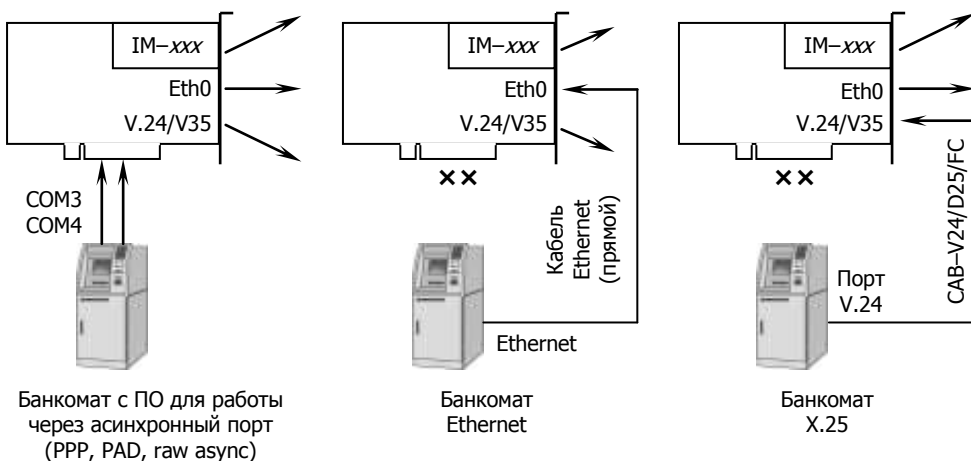 IM–xxx
Eth0
V.24/V35
COM3
COM4
Банкомат с ПО для работы
через асинхронный порт
(PPP, PAD, raw async)
IM–xxx
Eth0
V.24/V35
Кабель
Ethernet
(прямой)
Ethernet
Банкомат
Ethernet
IM–xxx
Eth0
V.24/V35
CAB–V24/D25/FC
Порт
V.24
Банкомат
X.25